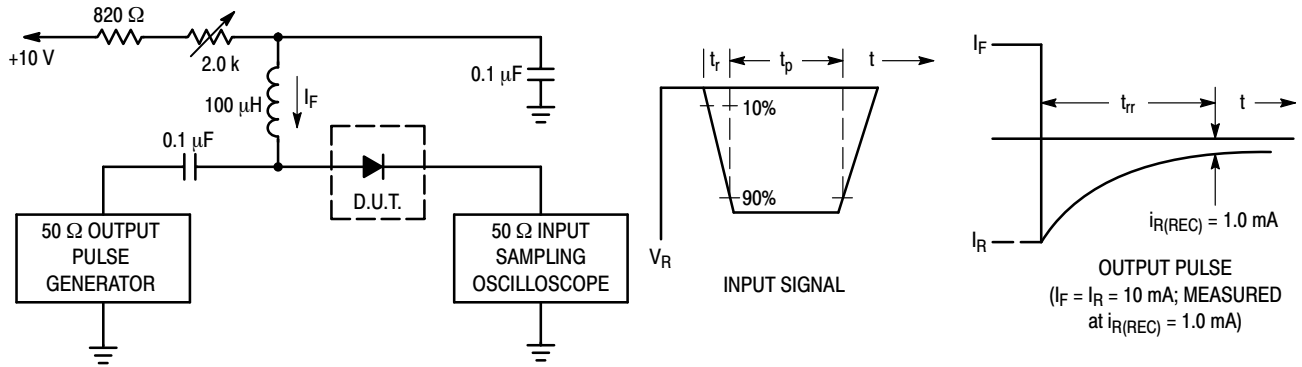 820 Ω
+10 V
2.0 k
100 µH
I_F
0.1 µF
0.1 µF
D.U.T.
50 Ω OUTPUT
PULSE
GENERATOR
50 Ω INPUT
SAMPLING
OSCILLOSCOPE
t_r
t_p
t
10%
90%
V_R
INPUT SIGNAL
I_F
t_rr
t
I_R
i_R(REC) = 1.0 mA
OUTPUT PULSE
(I_F = I_R = 10 mA; MEASURED
at i_R(REC) = 1.0 mA)